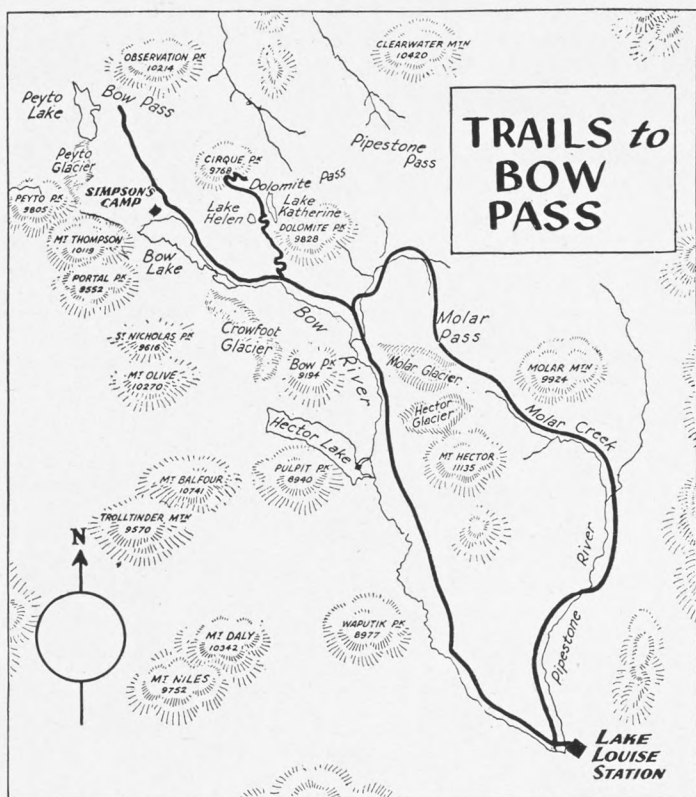 TRAILS to
BOW
PASS
OBSERVATION PK
10214
CLEARWATER MTN
10420
Peyto
Lake
Bow Pass
Pipestone
Pass
Peyto
Glacier
CIRQUE PK
9768
Dolomite Pass
PEYTO PK
9805
SIMPSON'S
CAMP
Lake
Helen
Lake
Katherine
DOLOMITE PK
9828
MT THOMPSON
10119
Bow Lake
PORTAL PK
9552
Bow
River
Molar
Pass
ST NICHOLAS PK
9616
Crowfoot
Glacier
MT OLIVE
10270
Bow PK
9194
Molar Glacier
MOLAR MTN
9924
Hector
Glacier
Molar Creek
Hector Lake
MT HECTOR
11135
PULPIT PK
8940
MT BALFOUR
10741
TROLLTINDER MTN
9570
N
River
Pipestone
WAPUTIK PK
8977
MT DALY
10342
MT NILES
9752
LAKE
LOUISE
STATION